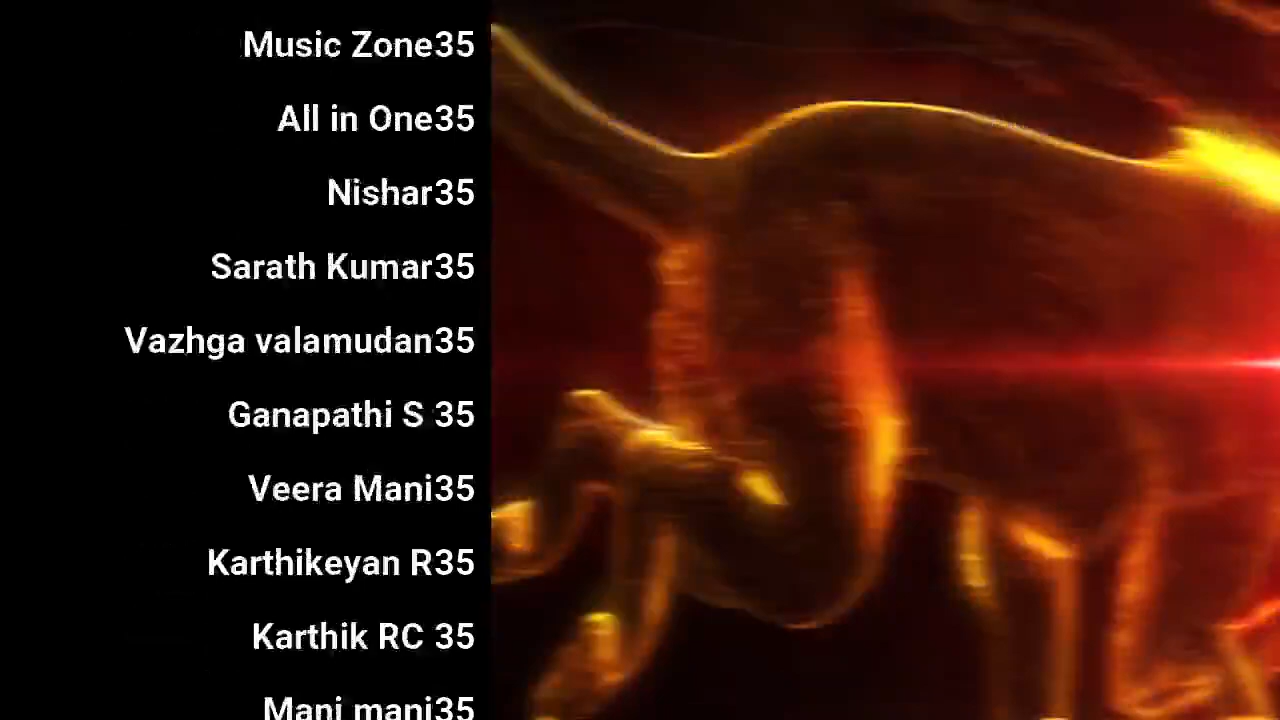 Music Zone35
All in One35
Nishar35
Sarath Kumar35
Vazhga valamudan35
Ganapathi S 35
Veera Mani35
Karthikeyan R35
Karthik RC 35
Mani mani35